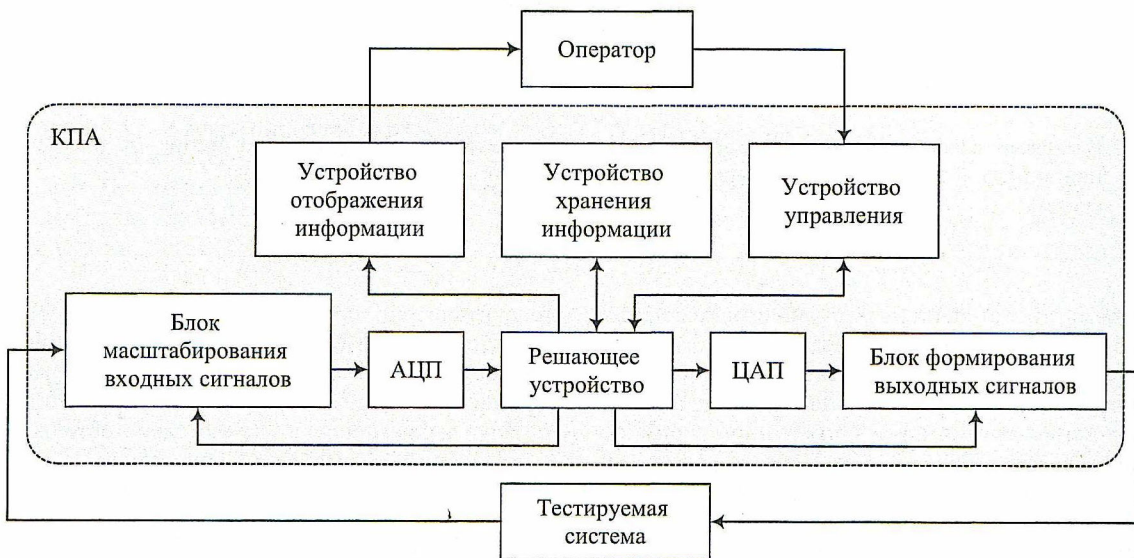 Оператор
КПА
Устройство
отображения
информации
Устройство
хранения
информации
Устройство
управления
Блок
масштабирования
входных сигналов
АЦП
Решающее
устройство
ЦАП
Блок формирования
выходных сигналов
Тестируемая
система